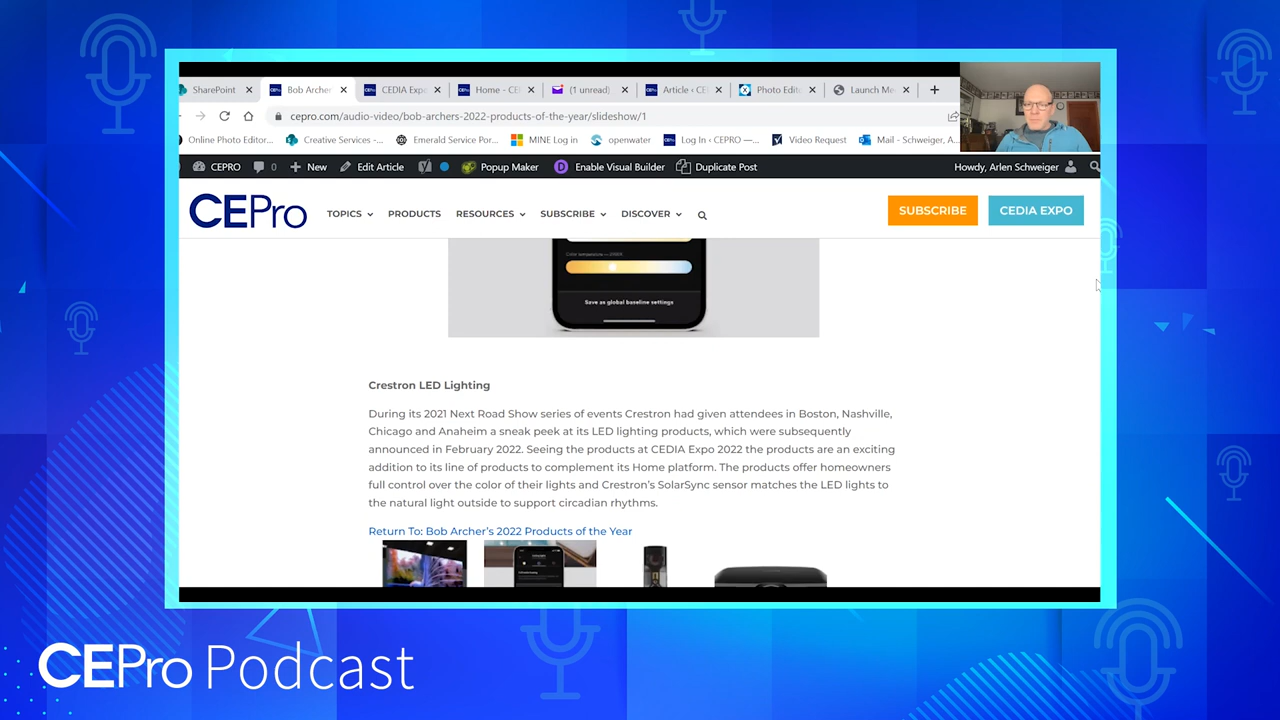 SharePoint
Bob Archer
CEDIA Exp
Home - CE
(1 unread)
Article ‹ CE
Photo Edit
Launch Me
cepro.com/audio-video/bob-archers-2022-products-of-the-year/slideshow/1
Online Photo Editor...
Creative Services -...
Emerald Service Por...
MINE Log in
openwater
Log In ‹ CEPRO —...
Video Request
Mail - Schweiger, A...
CEPRO
0
New
Edit Article
Popup Maker
Enable Visual Builder
Duplicate Post
Howdy, Arlen Schweiger
CEPro
TOPICS
PRODUCTS
RESOURCES
SUBSCRIBE
DISCOVER
SUBSCRIBE
CEDIA EXPO
Save as global baseline settings
Crestron LED Lighting
During its 2021 Next Road Show series of events Crestron had given attendees in Boston, Nashville,
Chicago and Anaheim a sneak peek at its LED lighting products, which were subsequently
announced in February 2022. Seeing the products at CEDIA Expo 2022 the products are an exciting
addition to its line of products to complement its Home platform. The products offer homeowners
full control over the color of their lights and Crestron's SolarSync sensor matches the LED lights to
the natural light outside to support circadian rhythms.
Return To: Bob Archer's 2022 Products of the Year
CEPro Podcast